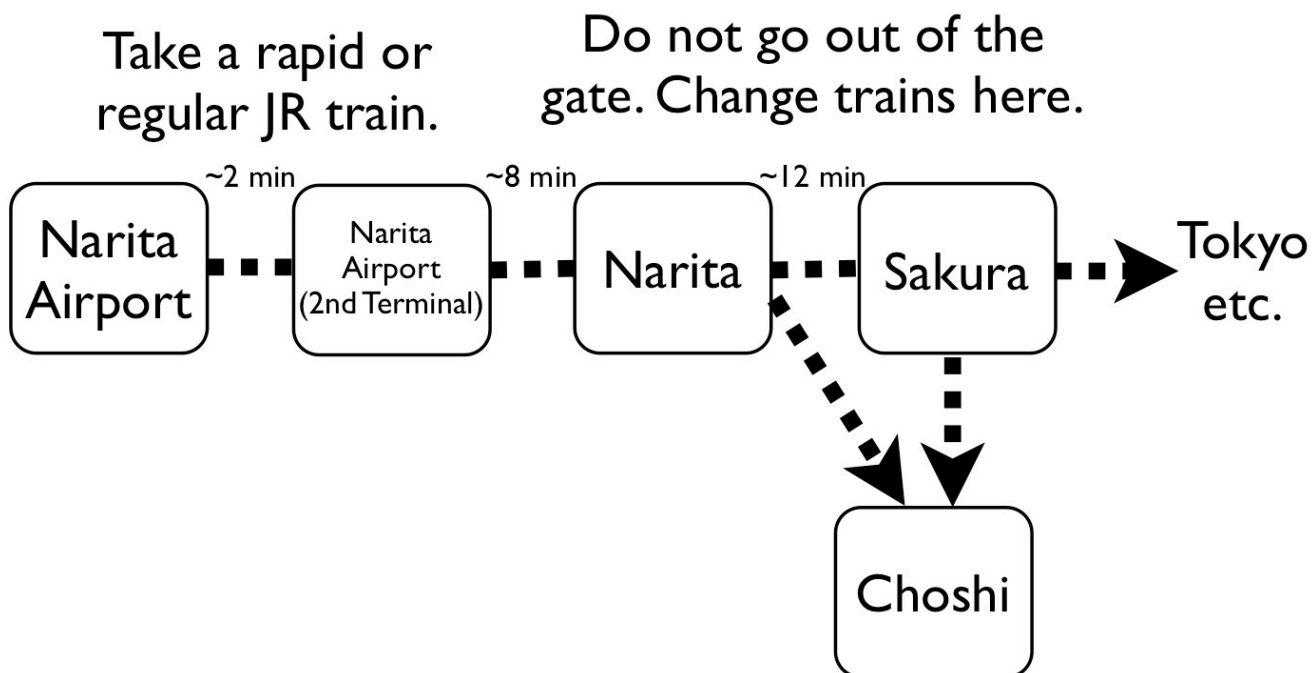 Take a rapid or
regular JR train.
Do not go out of the
gate. Change trains here.
~2 min
~8 min
~12 min
Narita
Airport
Narita
Airport
(2nd Terminal)
Narita
Sakura
Tokyo
etc.
Choshi